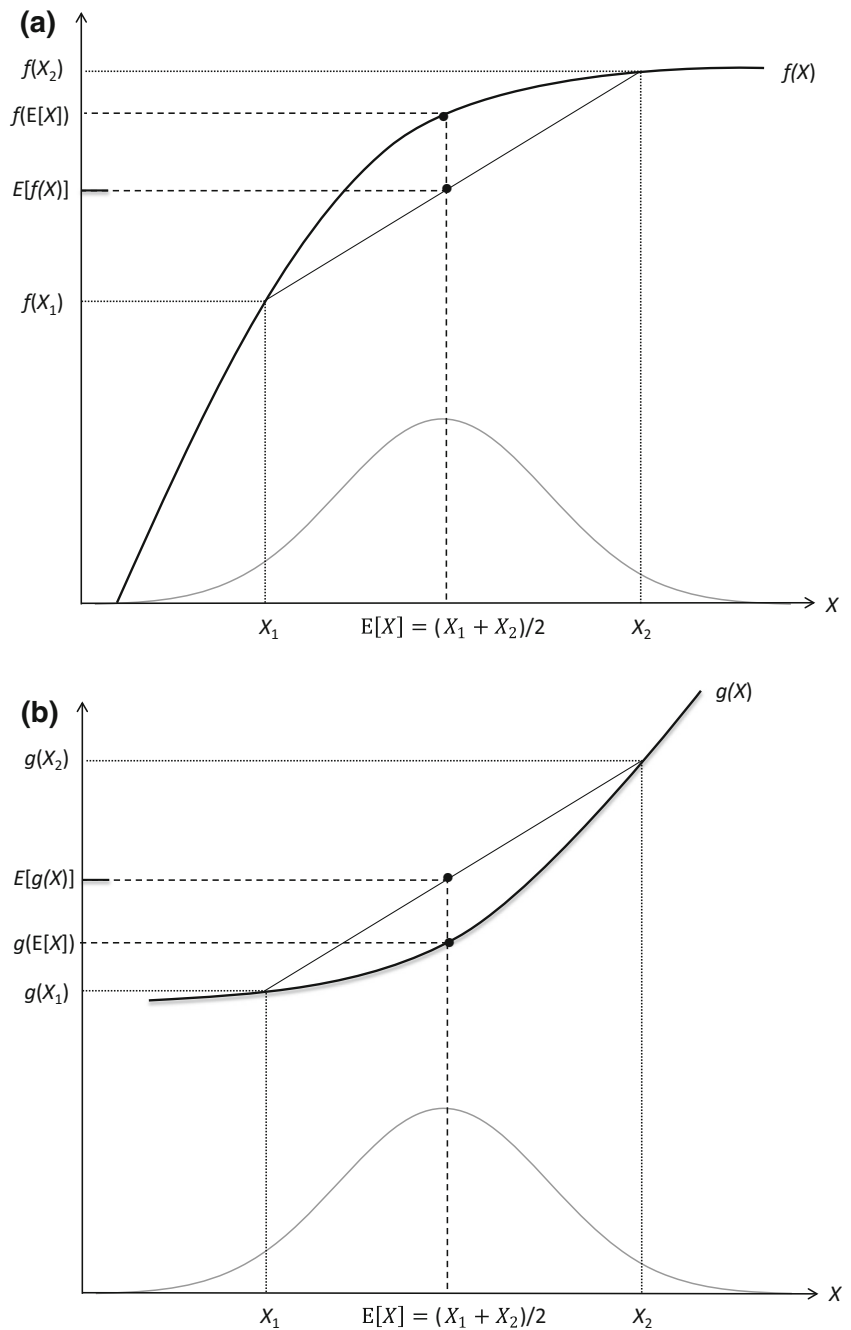 (a)
f(X₂)
f(X)
f(E[X])
E[f(X)]
f(X₁)
X
X₁ E[X] = (X₁ + X₂)/2 X₂
(b)
g(X)
g(X₂)
E[g(X)]
g(E[X])
g(X₁)
X
X₁ E[X] = (X₁ + X₂)/2 X₂